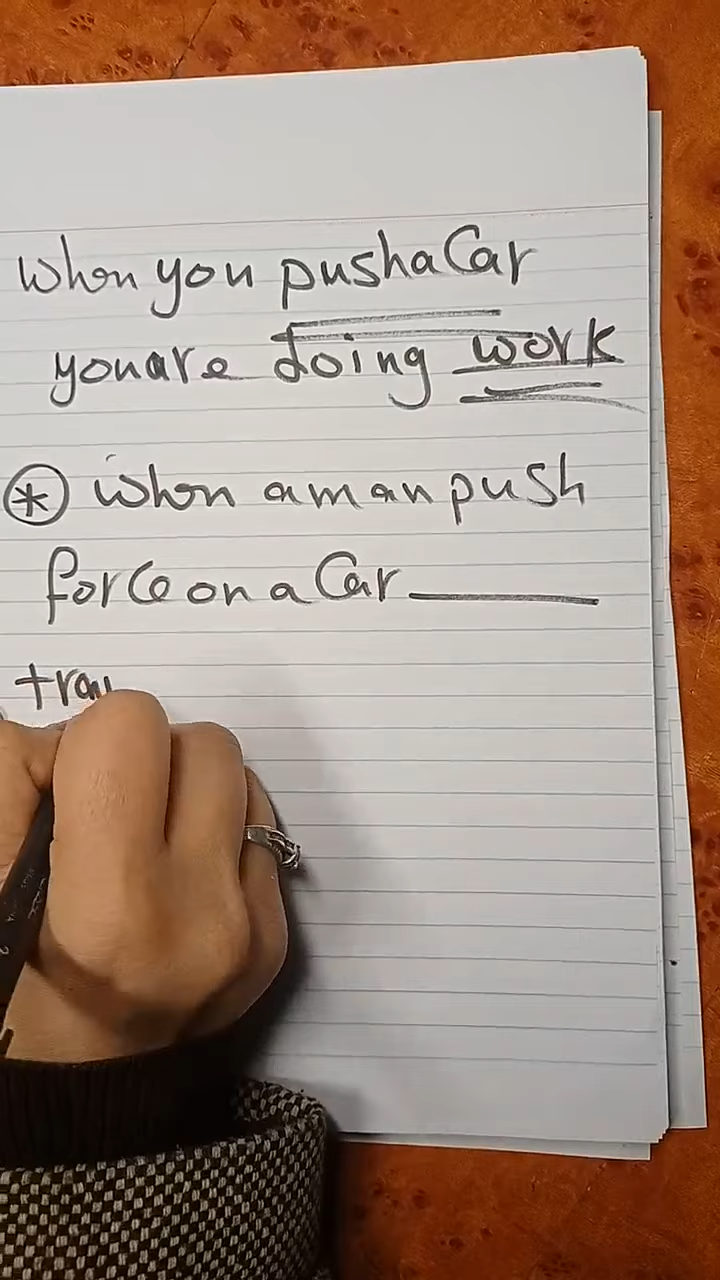 when you push a Car
you are doing work
* when a man push
force on a Car ______
tra